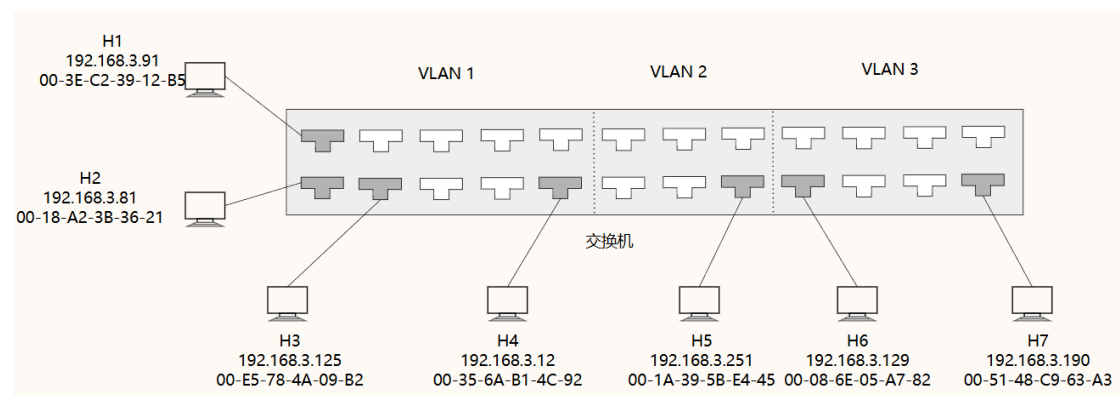 H1
192.168.3.91
00-3E-C2-39-12-B5
VLAN 1
VLAN 2
VLAN 3
H2
192.168.3.81
00-18-A2-3B-36-21
交换机
H3
192.168.3.125
00-E5-78-4A-09-B2
H4
192.168.3.12
00-35-6A-B1-4C-92
H5
192.168.3.251
00-1A-39-5B-E4-45
H6
192.168.3.129
00-08-6E-05-A7-82
H7
192.168.3.190
00-51-48-C9-63-A3